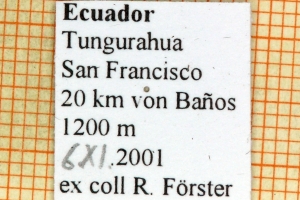 Ecuador
Tungurahua
San Francisco
20 km von Baños
1200 m
6XI.2001
ex coll R. Förster